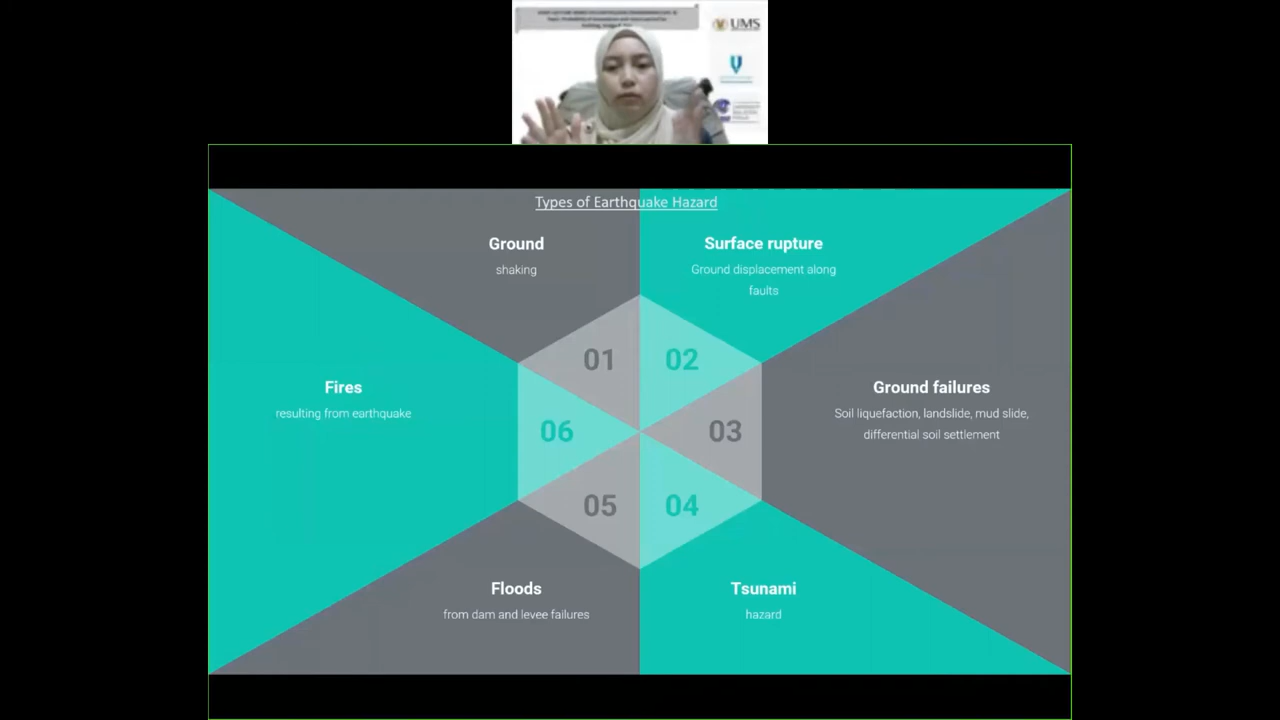 UMS
Types of Earthquake Hazard
Ground
shaking
Surface rupture
Ground displacement along
faults
01
02
Fires
resulting from earthquake
Ground failures
Soil liquefaction, landslide, mud slide,
differential soil settlement
06
03
05
04
Floods
from dam and levee failures
Tsunami
hazard